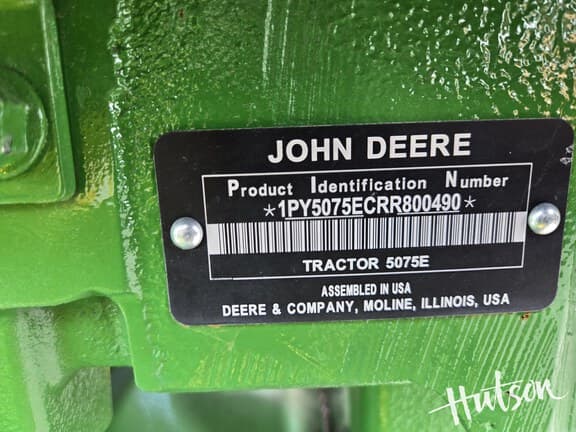 JOHN DEERE
Product Identification Number
*1PY5075ECRR800490*
TRACTOR 5075E
ASSEMBLED IN USA
DEERE & COMPANY, MOLINE, ILLINOIS, USA
Hutson